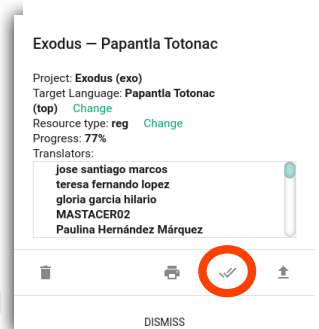 Exodus — Papantla Totonac
Project: Exodus (exo)
Target Language: Papantla Totonac
(top) Change
Resource type: reg Change
Progress: 77%
Translators:
jose santiago marcos
teresa fernando lopez
gloria garcia hilario
MASTACER02
Paulina Hernández Márquez
DISMISS